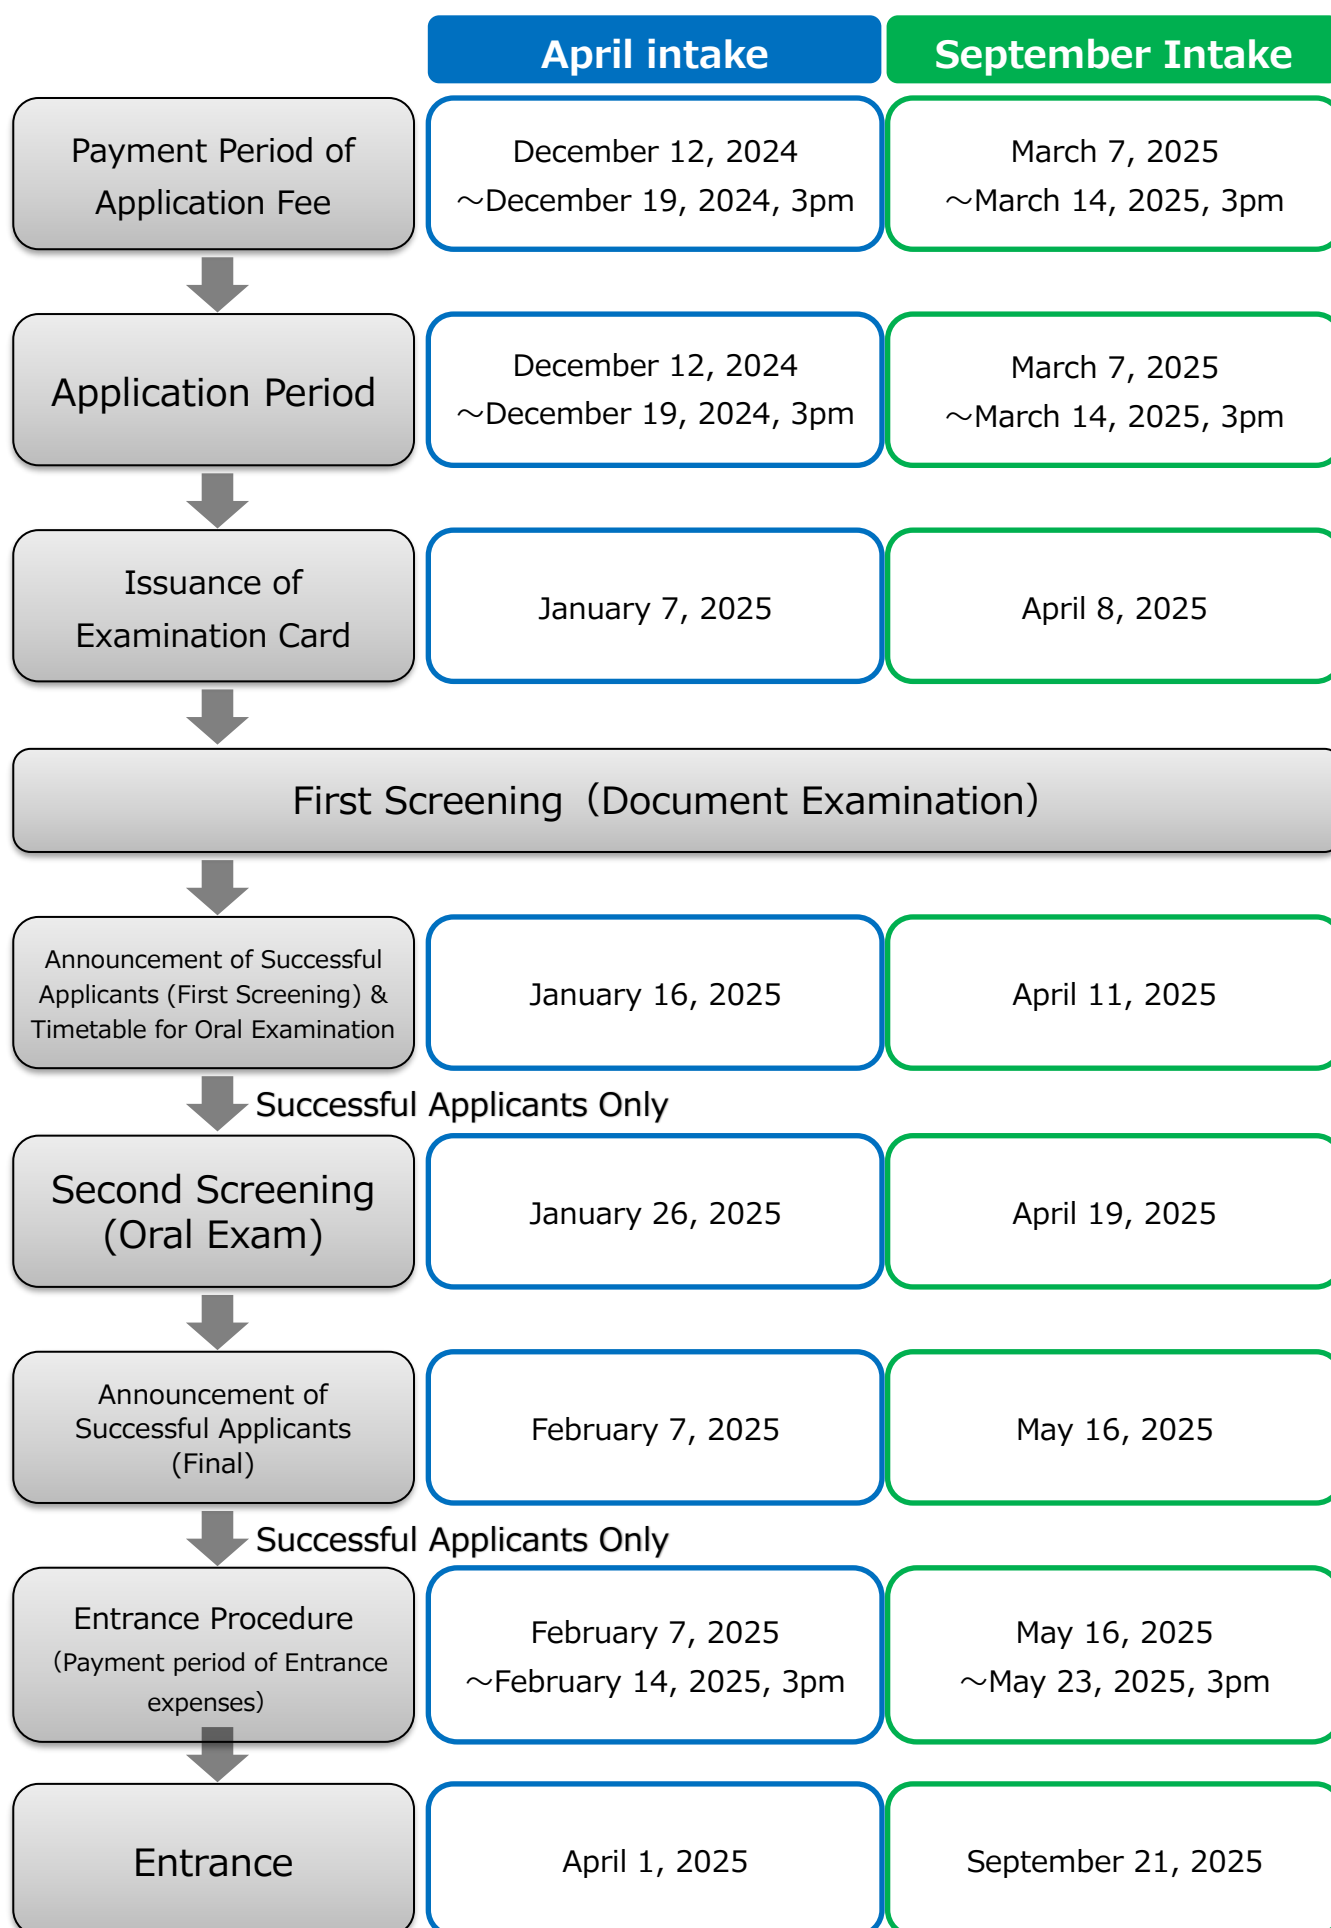 April intake
September Intake
Payment Period of
Application Fee
December 12, 2024
～December 19, 2024, 3pm
March 7, 2025
～March 14, 2025, 3pm
Application Period
December 12, 2024
～December 19, 2024, 3pm
March 7, 2025
～March 14, 2025, 3pm
Issuance of
Examination Card
January 7, 2025
April 8, 2025
First Screening（Document Examination）
Announcement of Successful
Applicants (First Screening) &
Timetable for Oral Examination
January 16, 2025
April 11, 2025
Successful Applicants Only
Second Screening
(Oral Exam)
January 26, 2025
April 19, 2025
Announcement of
Successful Applicants
(Final)
February 7, 2025
May 16, 2025
Successful Applicants Only
Entrance Procedure
（Payment period of Entrance
expenses）
February 7, 2025
～February 14, 2025, 3pm
May 16, 2025
～May 23, 2025, 3pm
Entrance
April 1, 2025
September 21, 2025